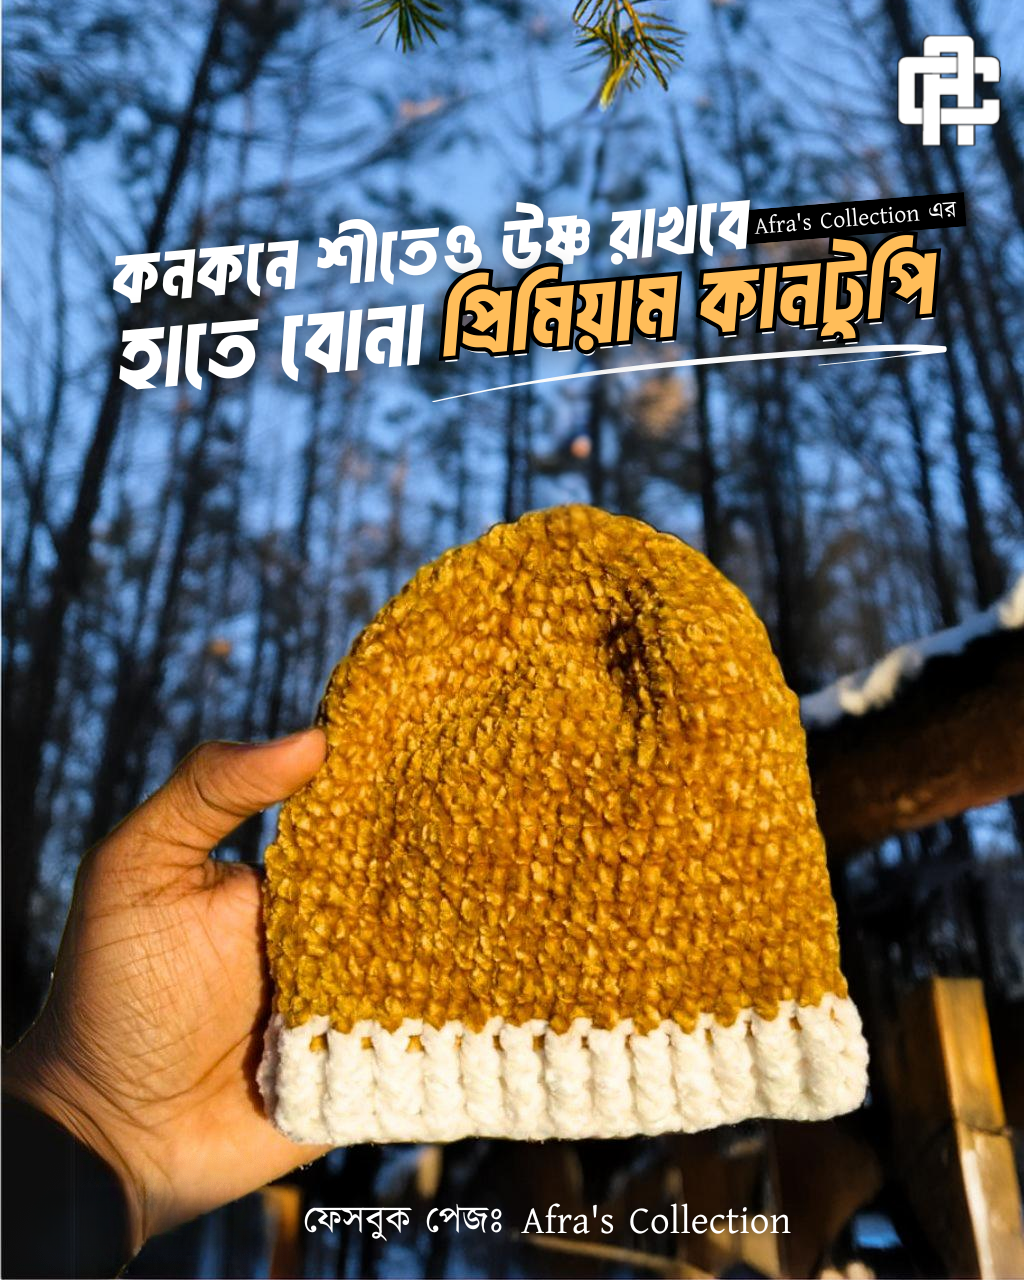 কনকনে শীতেও উষ্ণ রাখবে Afra's Collection এর
হাতে বোনা প্রিমিয়াম কানটুপি
ফেসবুক পেজঃ Afra's Collection